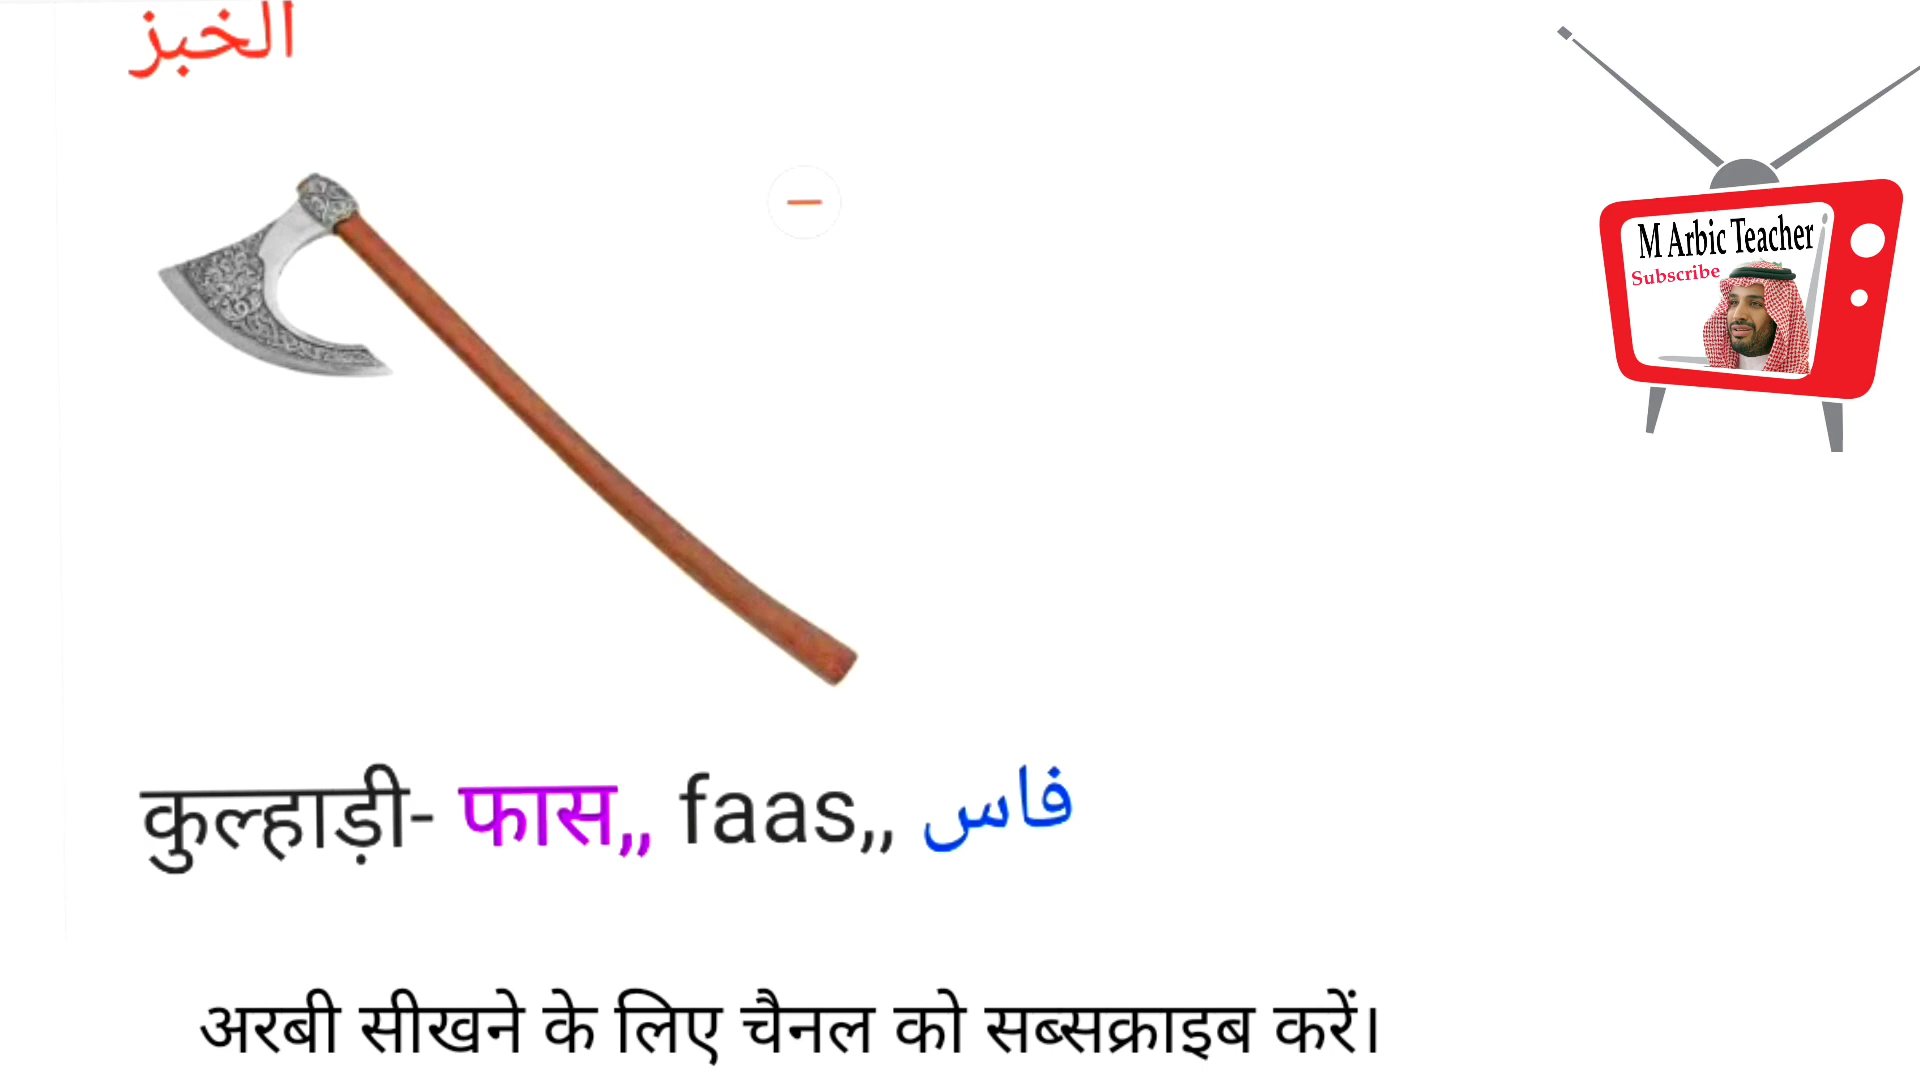 الخبز
M Arbic Teacher
Subscribe
कुल्हाड़ी- फास,, faas,, فاس
अरबी सीखने के लिए चैनल को सब्सक्राइब करें।